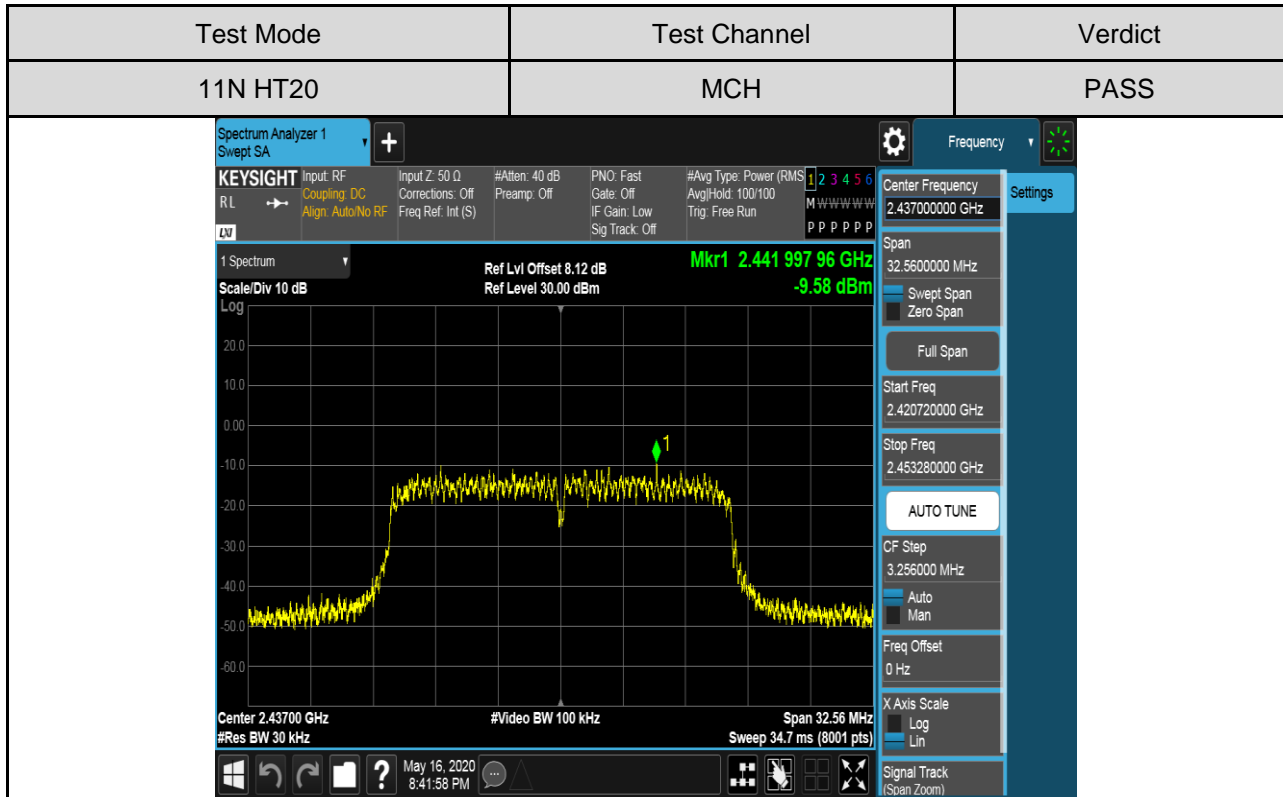 Test Mode Test Channel Verdict
11N HT20 MCH PASS
Spectrum Analyzer 1
Swept SA
+
Frequency
KEYSIGHT
RL
LXI
Input: RF
Coupling: DC
Align: Auto/No RF
Input Z: 50 Ω
Corrections: Off
Freq Ref: Int (S)
#Atten: 40 dB
Preamp: Off
PNO: Fast
Gate: Off
IF Gain: Low
Sig Track: Off
#Avg Type: Power (RMS
Avg|Hold: 100/100
Trig: Free Run
1 2 3 4 5 6
M W W W W W
P P P P P P
1 Spectrum
Scale/Div 10 dB
Ref Lvl Offset 8.12 dB
Ref Level 30.00 dBm
Mkr1 2.441 997 96 GHz
-9.58 dBm
Log
20.0
10.0
0.00
-10.0
-20.0
-30.0
-40.0
-50.0
-60.0
1
Center 2.43700 GHz
#Res BW 30 kHz
#Video BW 100 kHz
Span 32.56 MHz
Sweep 34.7 ms (8001 pts)
Center Frequency
2.437000000 GHz
Span
32.5600000 MHz
Swept Span
Zero Span
Full Span
Start Freq
2.420720000 GHz
Stop Freq
2.453280000 GHz
AUTO TUNE
CF Step
3.256000 MHz
Auto
Man
Freq Offset
0 Hz
X Axis Scale
Log
Lin
Signal Track
(Span Zoom)
Settings
?
May 16, 2020
8:41:58 PM